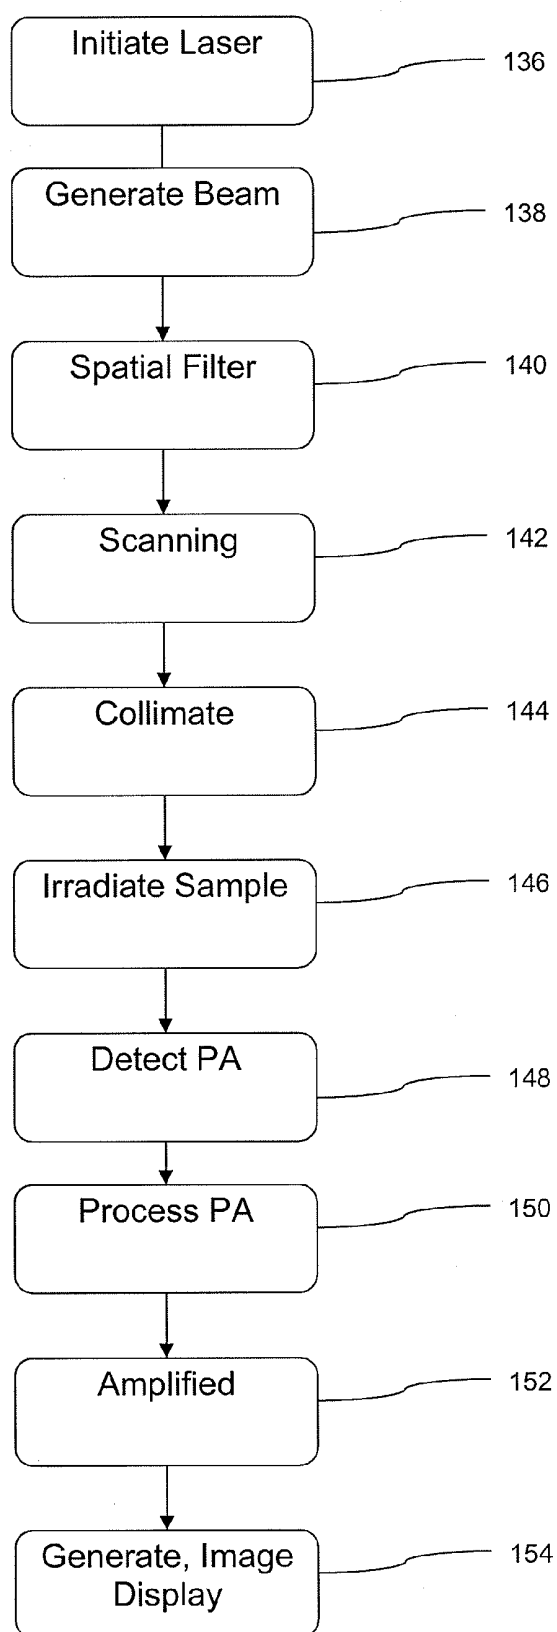 Initiate Laser
136
Generate Beam
138
Spatial Filter
140
Scanning
142
Collimate
144
Irradiate Sample
146
Detect PA
148
Process PA
150
Amplified
152
Generate, Image
Display
154